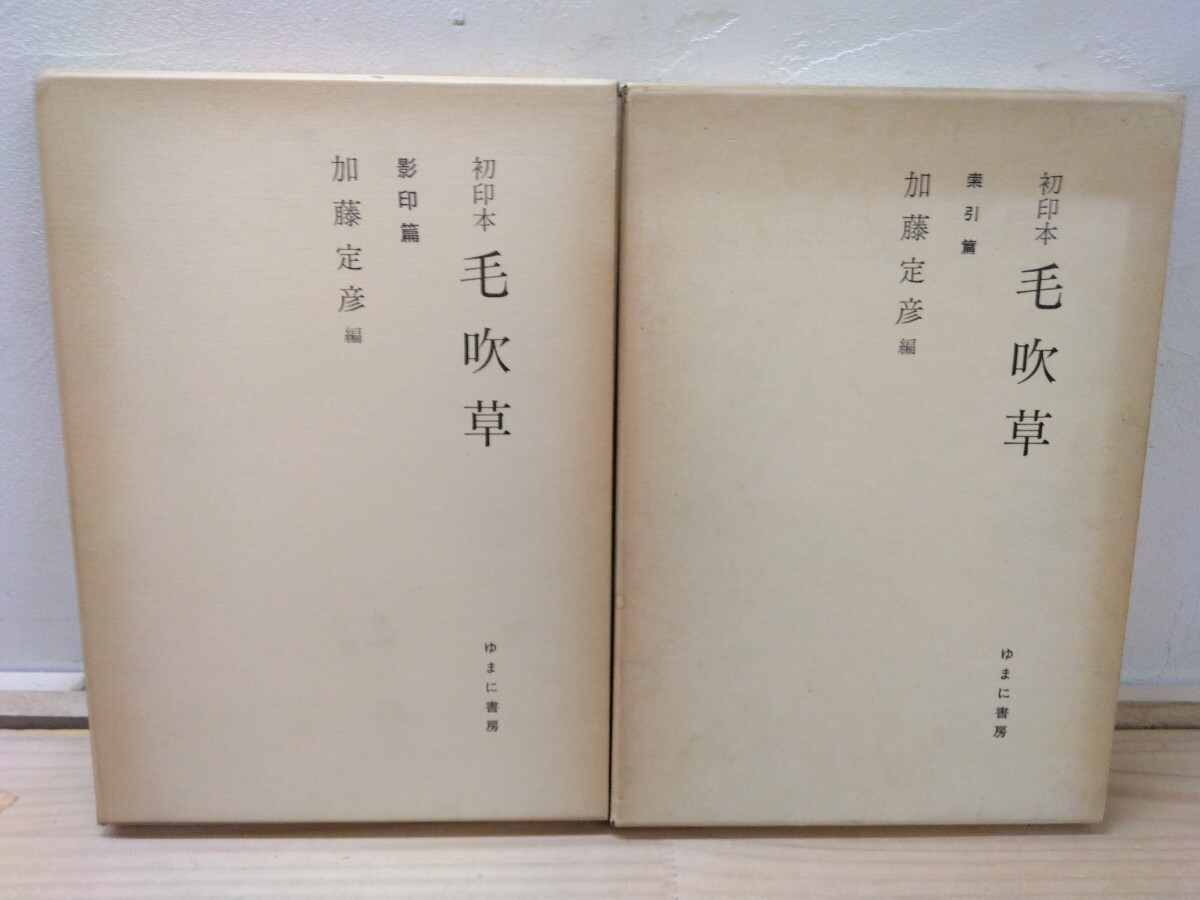 初印本 毛吹草
影印篇
加藤定彦 編
ゆまに書房
初印本 毛吹草
索引篇
加藤定彦 編
ゆまに書房